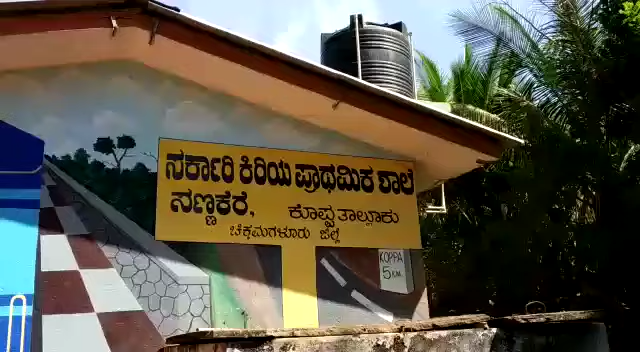 ಸರ್ಕಾರಿ ಕಿರಿಯ ಪ್ರಾಥಮಿಕ ಶಾಲೆ
ನಣ್ಣಕೆರೆ, ಕೊಪ್ಪ ತಾಲ್ಲೂಕು
ಚಿಕ್ಕಮಗಳೂರು ಜಿಲ್ಲೆ
KOPPA
5 KM